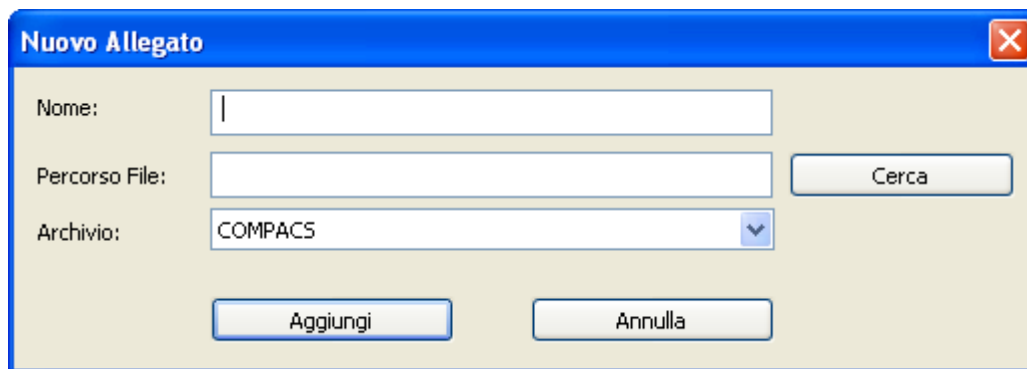 Nuovo Allegato
Nome:
Percorso File:
Cerca
Archivio:
COMPACS
Aggiungi
Annulla